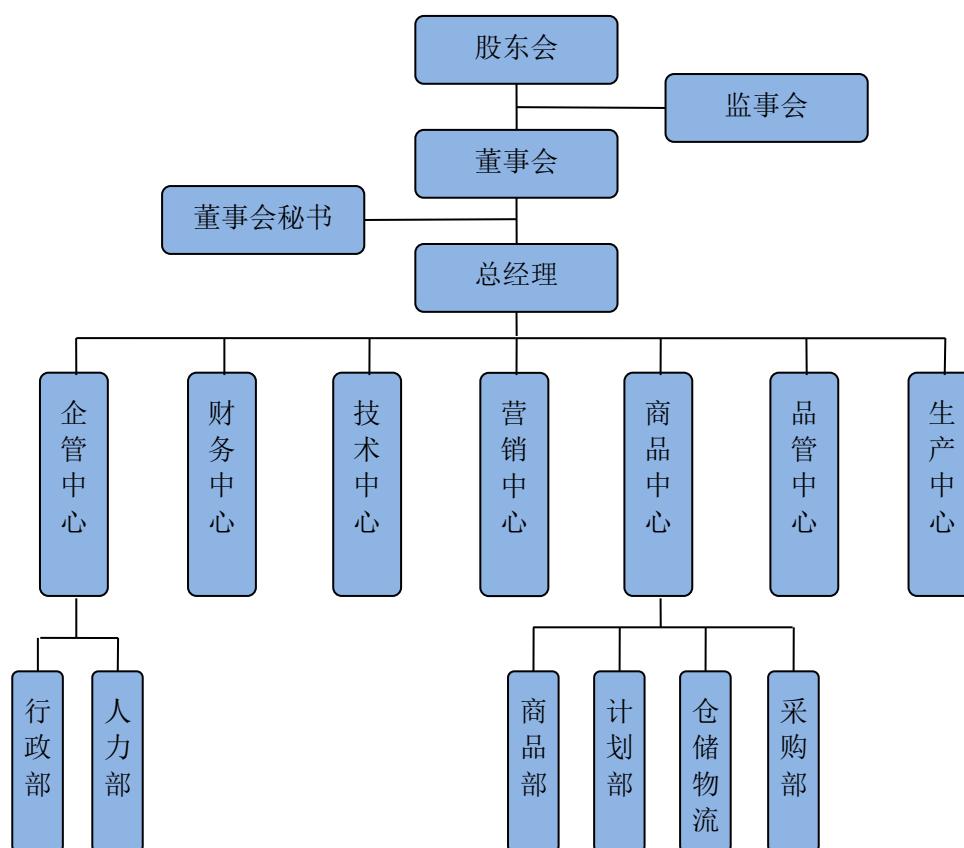 股东会
监事会
董事会
董事会秘书
总经理
企管中心
财务中心
技术中心
营销中心
商品中心
品管中心
生产中心
行政部
人力部
商品部
计划部
仓储物流
采购部